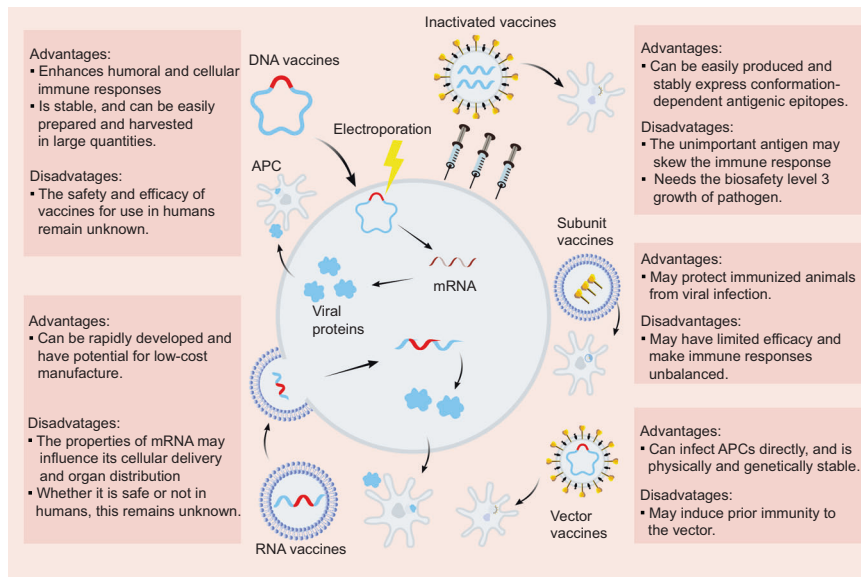 Advantages:
▪ Enhances humoral and cellular
immune responses
▪ Is stable, and can be easily
prepared and harvested
in large quantities.
Disadvatages:
▪ The safety and efficacy of
vaccines for use in humans
remain unknown.
DNA vaccines
Electroporation
APC
Inactivated vaccines
Advantages:
▪ Can be easily produced and
stably express conformation-
dependent antigenic epitopes.
Disadvatages:
▪ The unimportant antigen may
skew the immune response
▪ Needs the biosafety level 3
growth of pathogen.
mRNA
Viral
proteins
Subunit
vaccines
Advantages:
▪ May protect immunized animals
from viral infection.
Disadvantages:
▪ May have limited efficacy and
make immune responses
unbalanced.
Advantages:
▪ Can be rapidly developed and
have potential for low-cost
manufacture.
Disadvatages:
▪ The properties of mRNA may
influence its cellular delivery
and organ distribution
▪ Whether it is safe or not in
humans, this remains unknown.
RNA vaccines
Vector
vaccines
Advantages:
▪ Can infect APCs directly, and is
physically and genetically stable.
Disadvatages:
▪ May induce prior immunity to
the vector.